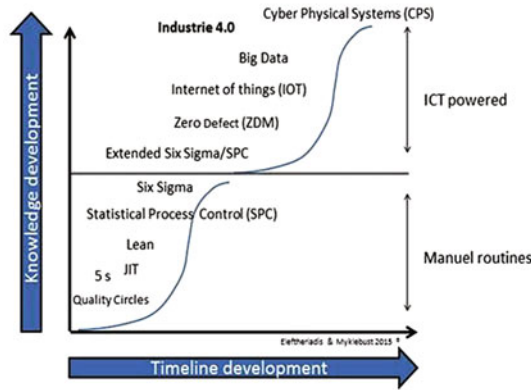 Cyber Physical Systems (CPS)
Industrie 4.0
Big Data
Internet of things (IOT)
ICT powered
Zero Defect (ZDM)
Extended Six Sigma/SPC
Six Sigma
Statistical Process Control (SPC)
Lean
JIT
5 s
Manuel routines
Quality Circles
Knowledge development
Eleftheriadis & Myklebust 2015
Timeline development